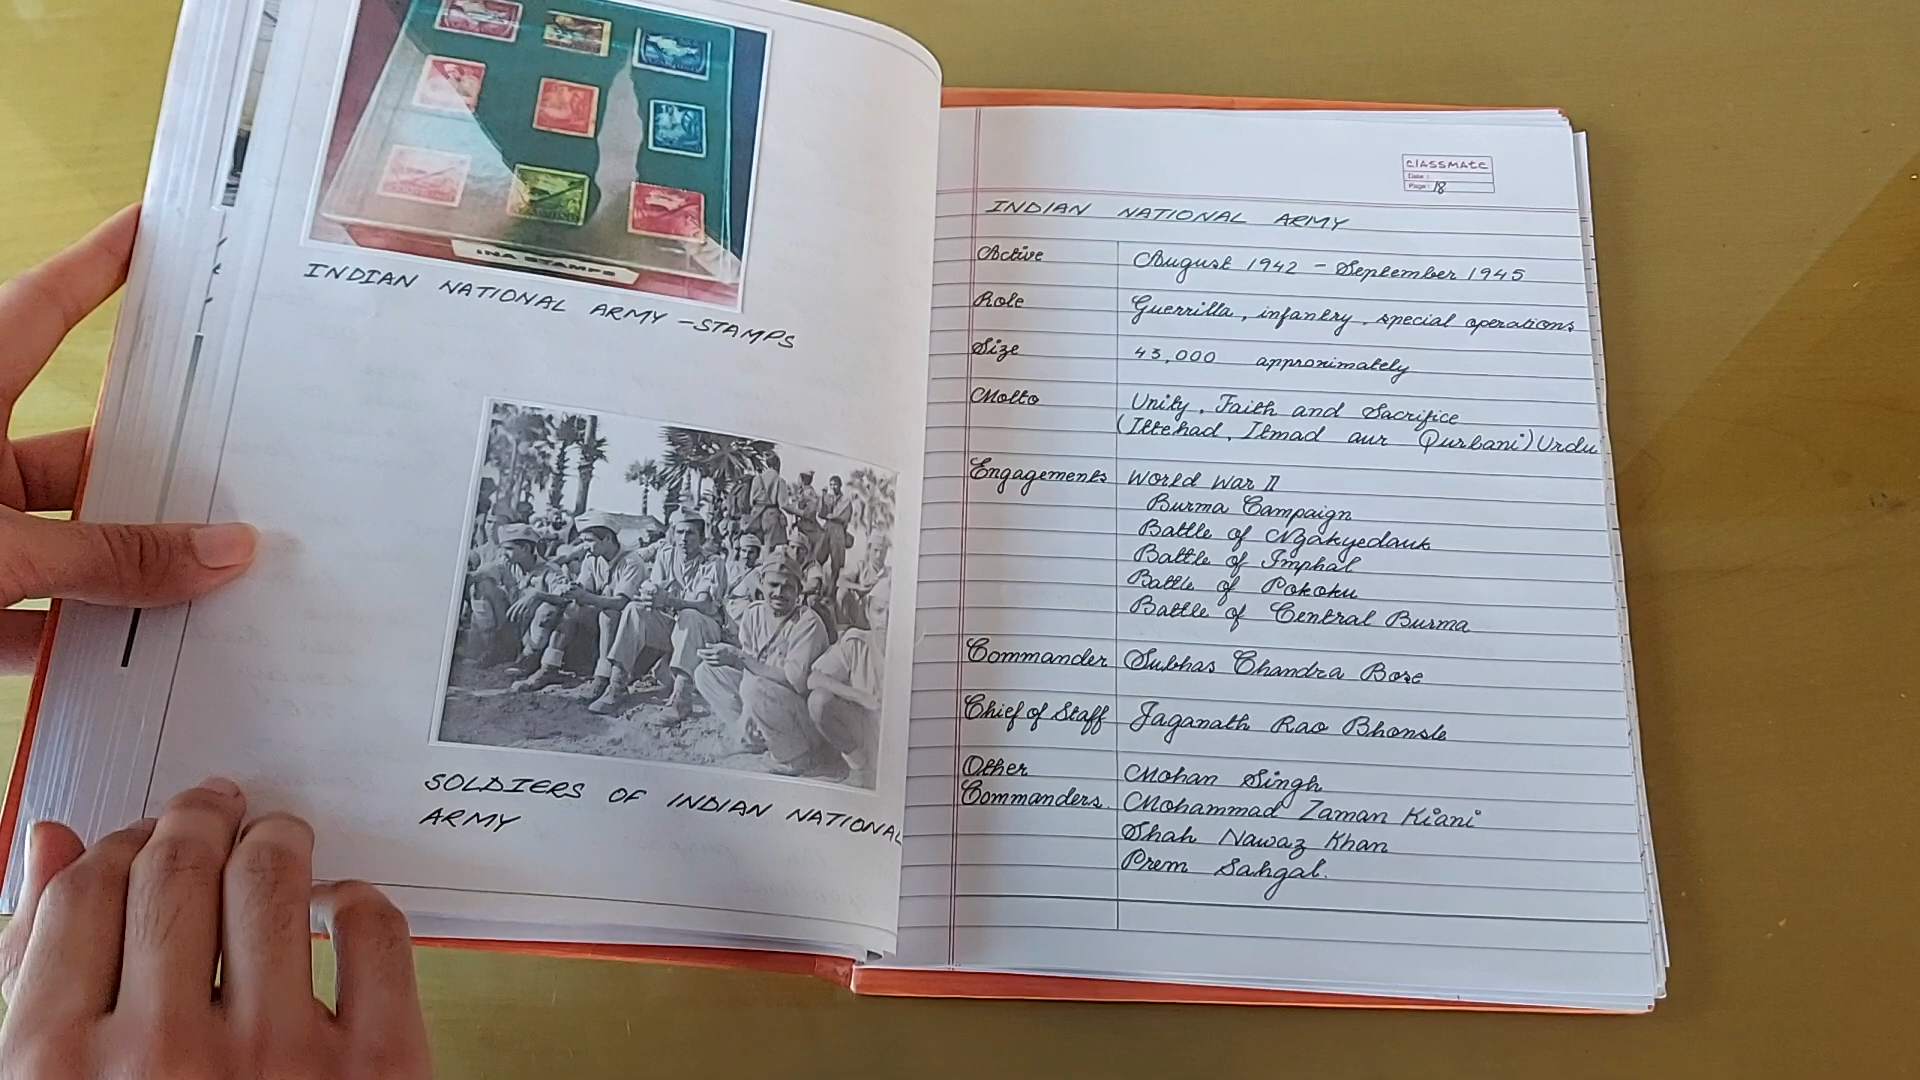 INA STAMPS
INDIAN NATIONAL ARMY - STAMPS
SOLDIERS OF INDIAN NATIONAL
ARMY
CLASSMATE
Date :
Page : 18
INDIAN NATIONAL ARMY
Active August 1942 - September 1945
Role Guerrilla, infantry, special operations
Size 43,000 approximately
Motto Unity, Faith and Sacrifice
(Ittehad, Itmad aur Qurbani) Urdu
Engagements World War II
Burma Campaign
Battle of Ngakyedauk
Battle of Imphal
Battle of Pokoku
Battle of Central Burma
Commander Subhas Chandra Bose
Chief of Staff Jaganath Rao Bhonsle
Other Mohan Singh
Commanders. Mohammad Zaman Kiani
Shah Nawaz Khan
Prem Sahgal.